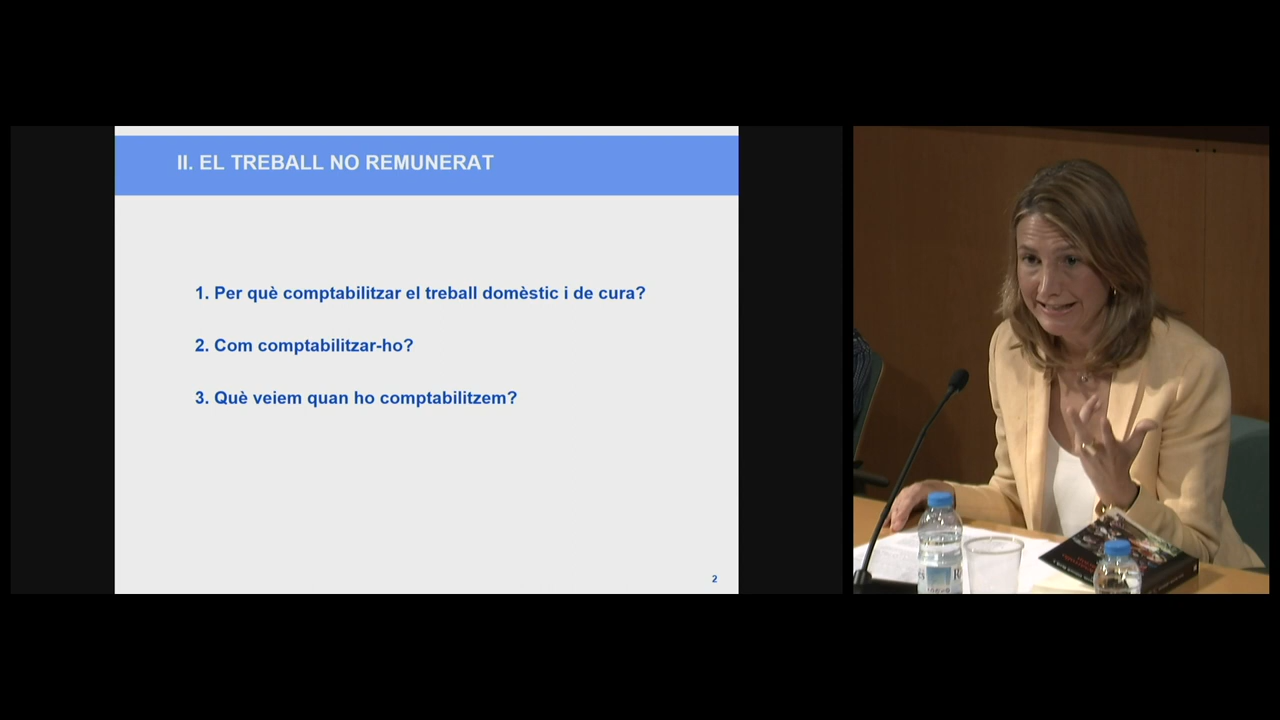 II. EL TREBALL NO REMUNERAT
1. Per què comptabilitzar el treball domèstic i de cura?
2. Com comptabilitzar-ho?
3. Què veiem quan ho comptabilitzem?
2